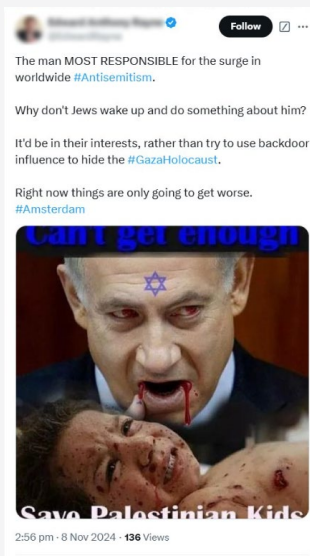 Follow
The man MOST RESPONSIBLE for the surge in
worldwide #Antisemitism.
Why don't Jews wake up and do something about him?
It'd be in their interests, rather than try to use backdoor
influence to hide the #GazaHolocaust.
Right now things are only going to get worse.
#Amsterdam
Can't get enough
Save Palestinian Kids
2:56 pm · 8 Nov 2024 · 136 Views